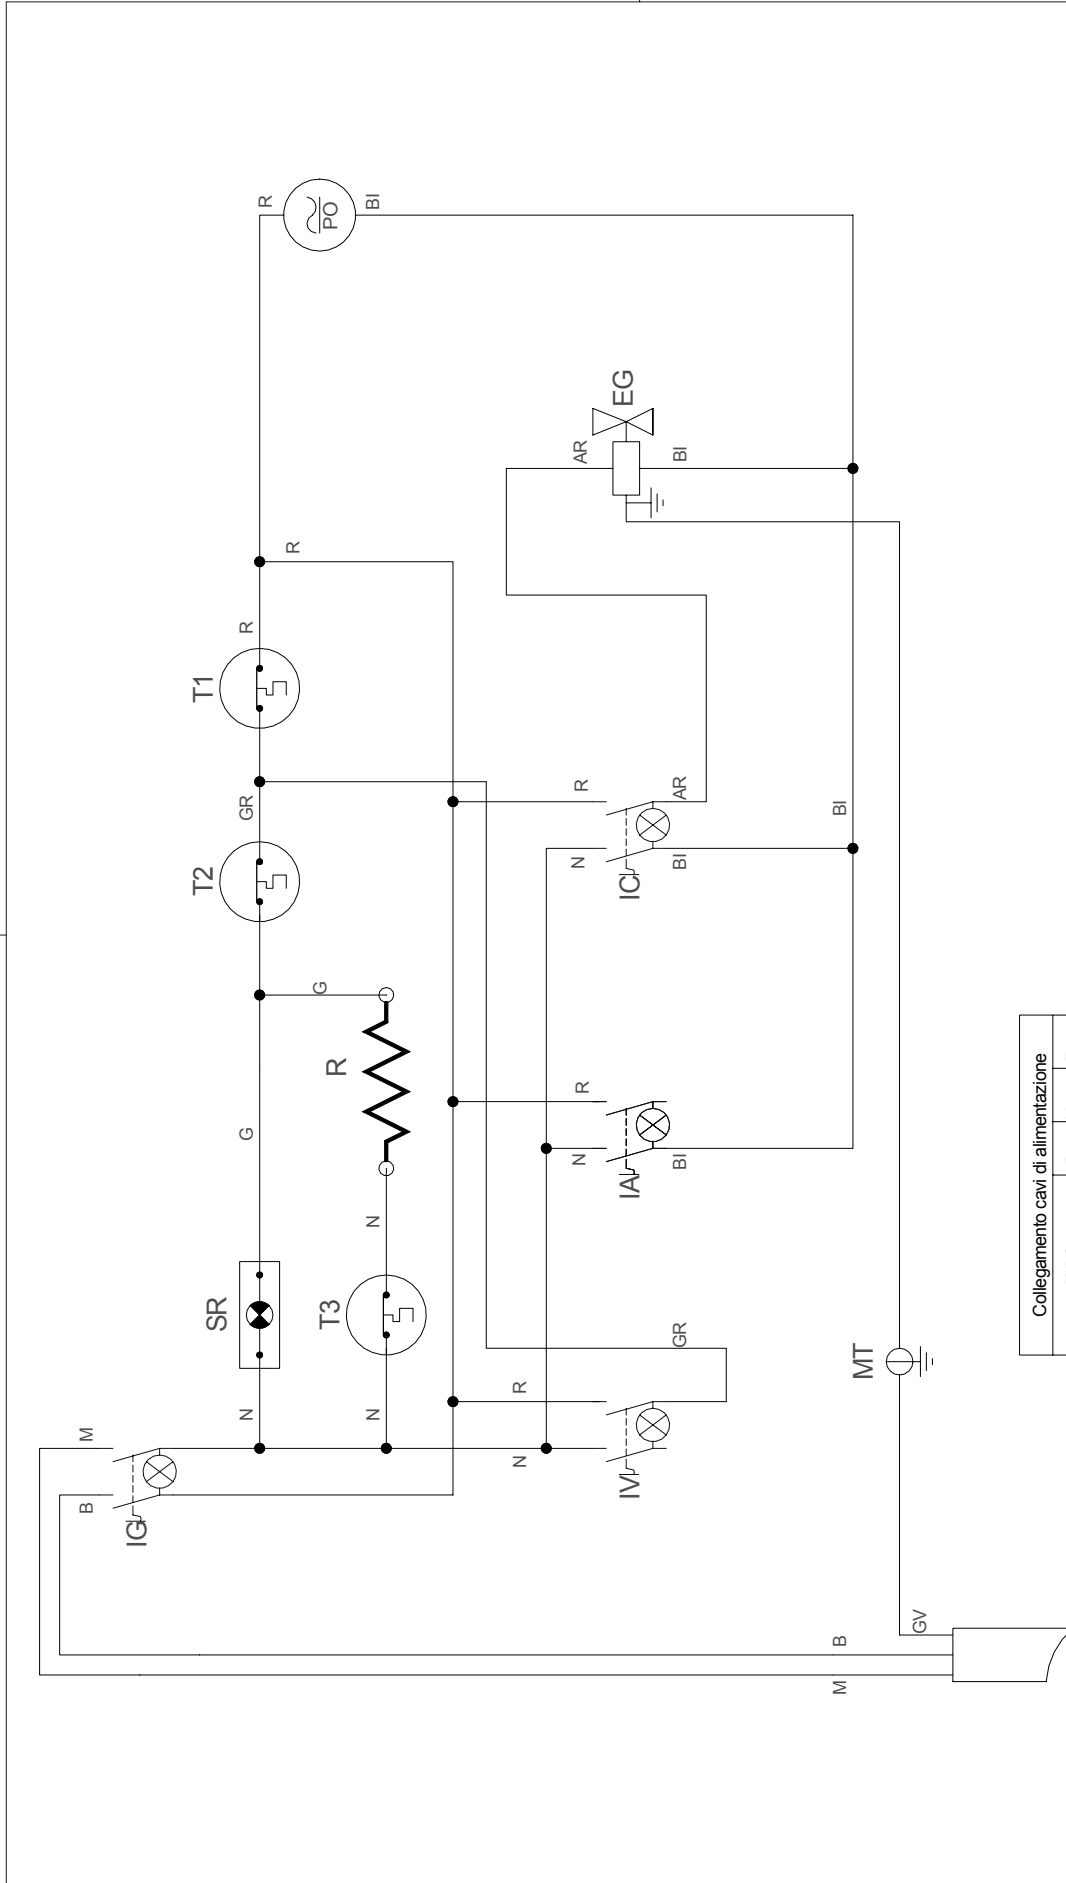 R
PO
BI
EG
AR
BI
R
R
T1
GR
T2
R
AR
BI
N
BI
IC
G
R
G
R
N
BI
IA
N
SR
T3
N
N
GR
R
N
IV
M
B
IG
MT
GV
B
M
Collegamento cavi di alimentazione